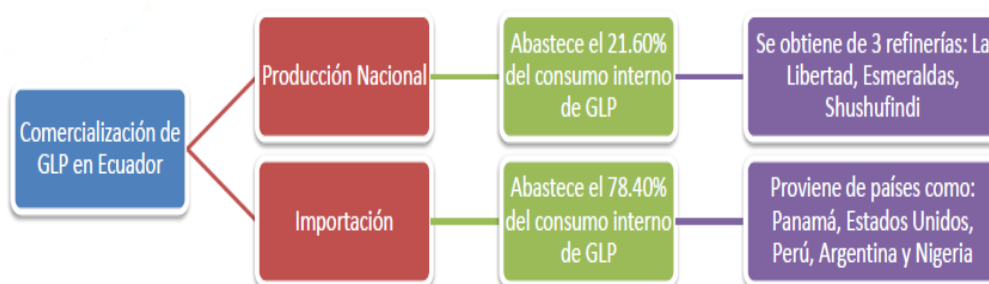 Comercialización de
GLP en Ecuador
Producción Nacional
Abastece el 21.60%
del consumo interno
de GLP
Se obtiene de 3 refinerías: La
Libertad, Esmeraldas,
Shushufindi
Importación
Abastece el 78.40%
del consumo interno
de GLP
Proviene de países como:
Panamá, Estados Unidos,
Perú, Argentina y Nigeria